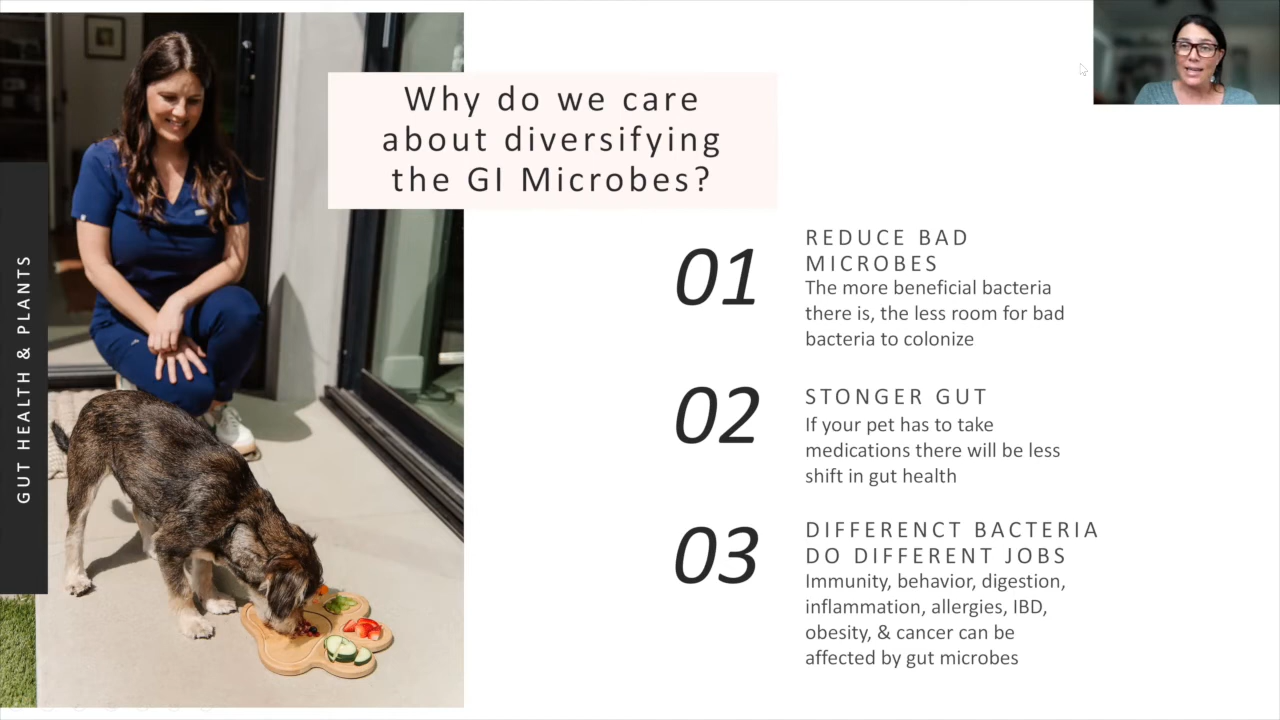 Why do we care
about diversifying
the GI Microbes?
GUT HEALTH & PLANTS
01
REDUCE BAD
MICROBES
The more beneficial bacteria
there is, the less room for bad
bacteria to colonize
02
STONGER GUT
If your pet has to take
medications there will be less
shift in gut health
03
DIFFERENCT BACTERIA
DO DIFFERENT JOBS
Immunity, behavior, digestion,
inflammation, allergies, IBD,
obesity, & cancer can be
affected by gut microbes